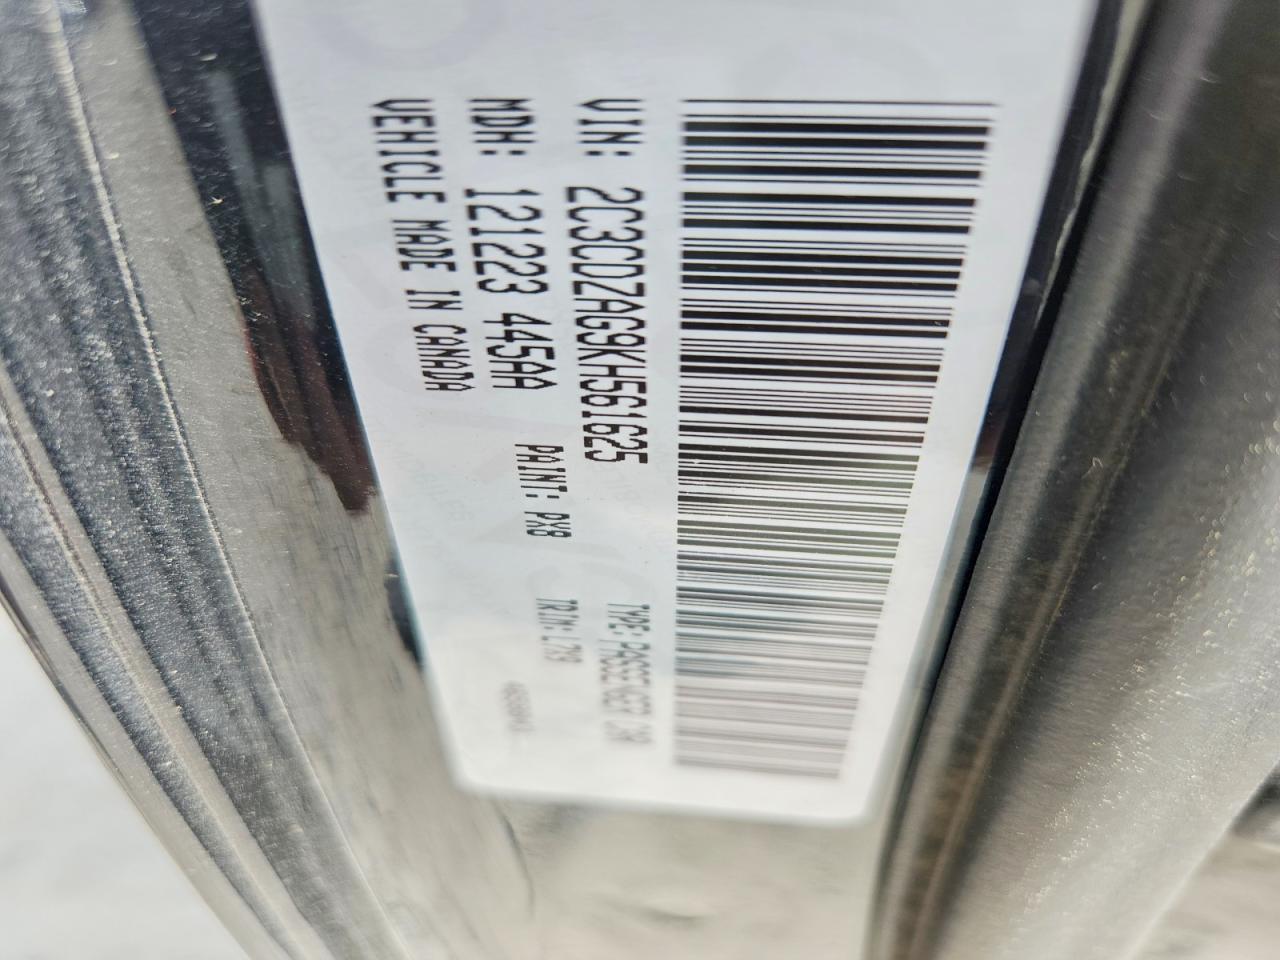 VIN: 2C3CDZAG9KH561625
TYPE: PASSENGER CAR
MDH: 121223 445AA
PAINT: PX8
TRIM: L7X9
VEHICLE MADE IN CANADA